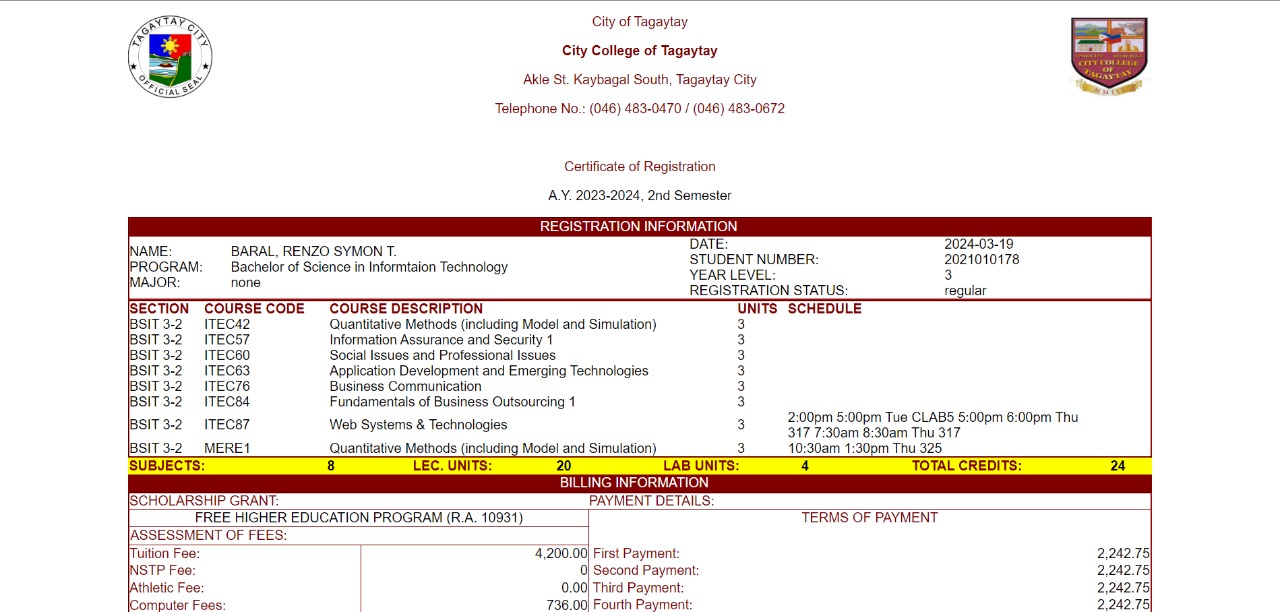 City of Tagaytay
City College of Tagaytay
Akle St. Kaybagal South, Tagaytay City
Telephone No.: (046) 483-0470 / (046) 483-0672
TAGAYTAY CITY
OFFICIAL SEAL
CITY COLLEGE
OF
TAGAYTAY
Certificate of Registration
A.Y. 2023-2024, 2nd Semester
REGISTRATION INFORMATION
NAME: BARAL, RENZO SYMON T.
PROGRAM: Bachelor of Science in Informtaion Technology
MAJOR: none
DATE: 2024-03-19
STUDENT NUMBER: 2021010178
YEAR LEVEL: 3
REGISTRATION STATUS: regular
SECTION COURSE CODE COURSE DESCRIPTION UNITS SCHEDULE
BSIT 3-2 ITEC42 Quantitative Methods (including Model and Simulation) 3
BSIT 3-2 ITEC57 Information Assurance and Security 1 3
BSIT 3-2 ITEC60 Social Issues and Professional Issues 3
BSIT 3-2 ITEC63 Application Development and Emerging Technologies 3
BSIT 3-2 ITEC76 Business Communication 3
BSIT 3-2 ITEC84 Fundamentals of Business Outsourcing 1 3
BSIT 3-2 ITEC87 Web Systems & Technologies 3 2:00pm 5:00pm Tue CLAB5 5:00pm 6:00pm Thu
317 7:30am 8:30am Thu 317
BSIT 3-2 MERE1 Quantitative Methods (including Model and Simulation) 3 10:30am 1:30pm Thu 325
SUBJECTS: 8 LEC. UNITS: 20 LAB UNITS: 4 TOTAL CREDITS: 24
BILLING INFORMATION
SCHOLARSHIP GRANT: PAYMENT DETAILS:
FREE HIGHER EDUCATION PROGRAM (R.A. 10931) TERMS OF PAYMENT
ASSESSMENT OF FEES:
Tuition Fee: 4,200.00 First Payment: 2,242.75
NSTP Fee: 0 Second Payment: 2,242.75
Athletic Fee: 0.00 Third Payment: 2,242.75
Computer Fees: 736.00 Fourth Payment: 2,242.75